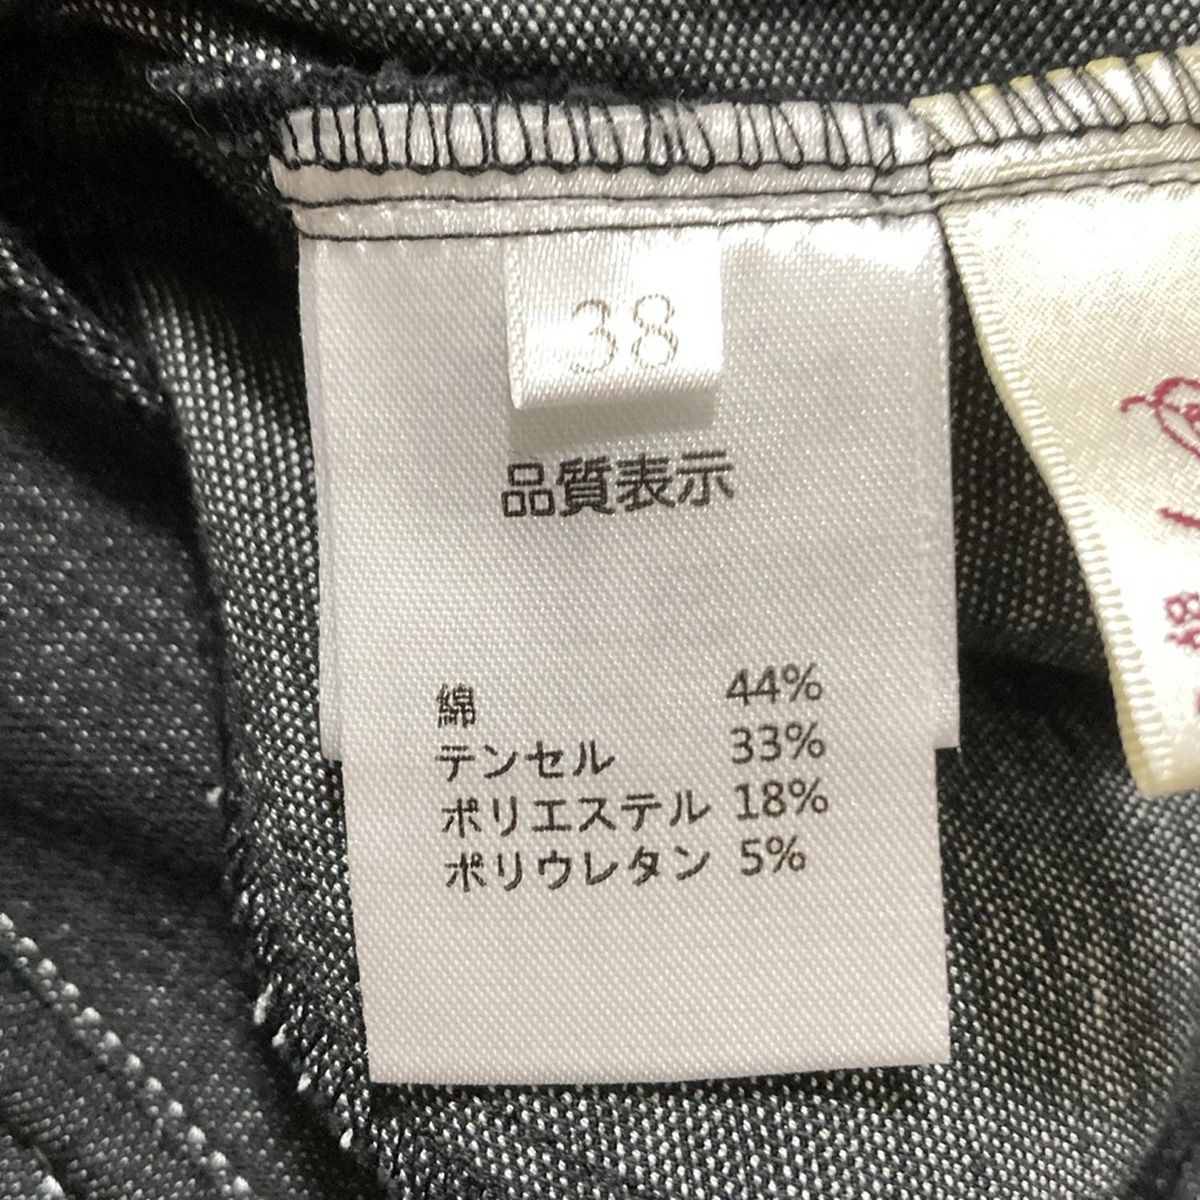 38
品質表示
綿 44%
テンセル 33%
ポリエステル 18%
ポリウレタン 5%